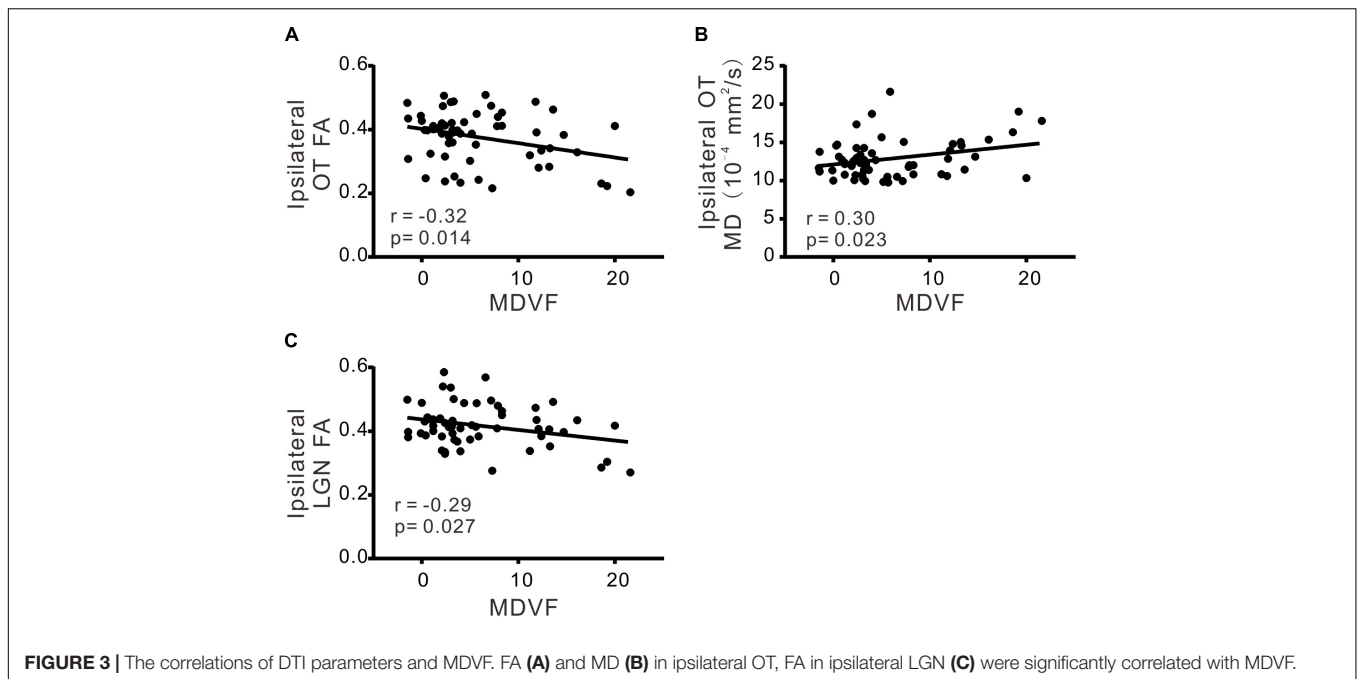 A
0.6
0.4
0.2
0.0
Ipsilateral
OT FA
r = -0.32
p= 0.014
0 10 20
MDVF
B
25
20
15
10
5
0
Ipsilateral OT
MD (10⁻⁴ mm²/s)
r = 0.30
p= 0.023
0 10 20
MDVF
C
0.6
0.4
0.2
0.0
Ipsilateral
LGN FA
r = -0.29
p= 0.027
0 10 20
MDVF
FIGURE 3 | The correlations of DTI parameters and MDVF. FA (A) and MD (B) in ipsilateral OT, FA in ipsilateral LGN (C) were significantly correlated with MDVF.